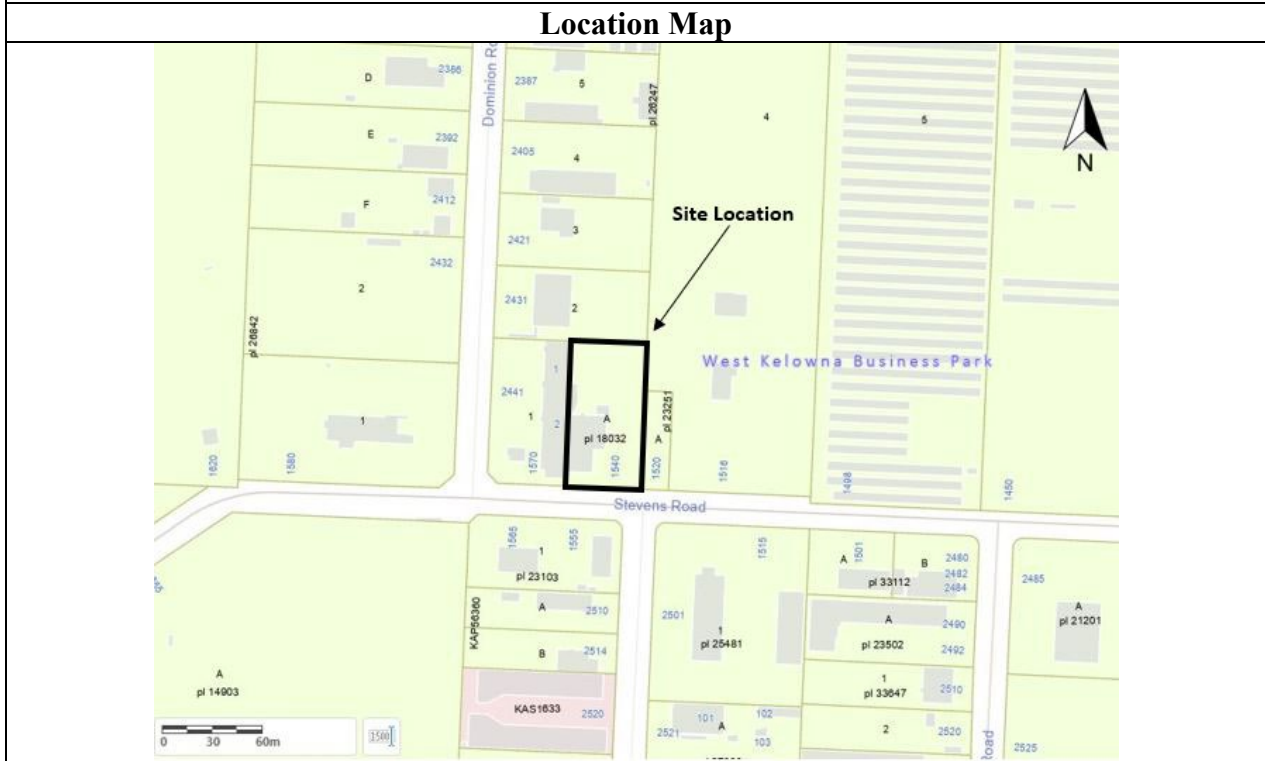 Location Map
Dominion Ro
D
2386
2387
5
pl 26247
4
5
N
E
2392
2405
4
F
2412
Site Location
2421
3
2432
2
2431
2
pl 26842
West Kelowna Business Park
1
2441
1
1
2
A
pl 18032
A
pl 23251
1620
1580
1570
1540
1520
1516
1498
1450
Stevens Road
1565
1555
1
pl 23103
1515
A
1501
B
2480
2482
2484
pl 33112
2485
A
pl 21201
KAP56360
A
2510
2501
1
pl 25481
A
2490
pl 23502
2492
B
2514
A
pl 14903
KAS1633
2520
1
pl 33647
2510
101
A
102
2521
103
2
2520
Road
2525
0 30 60m
1500